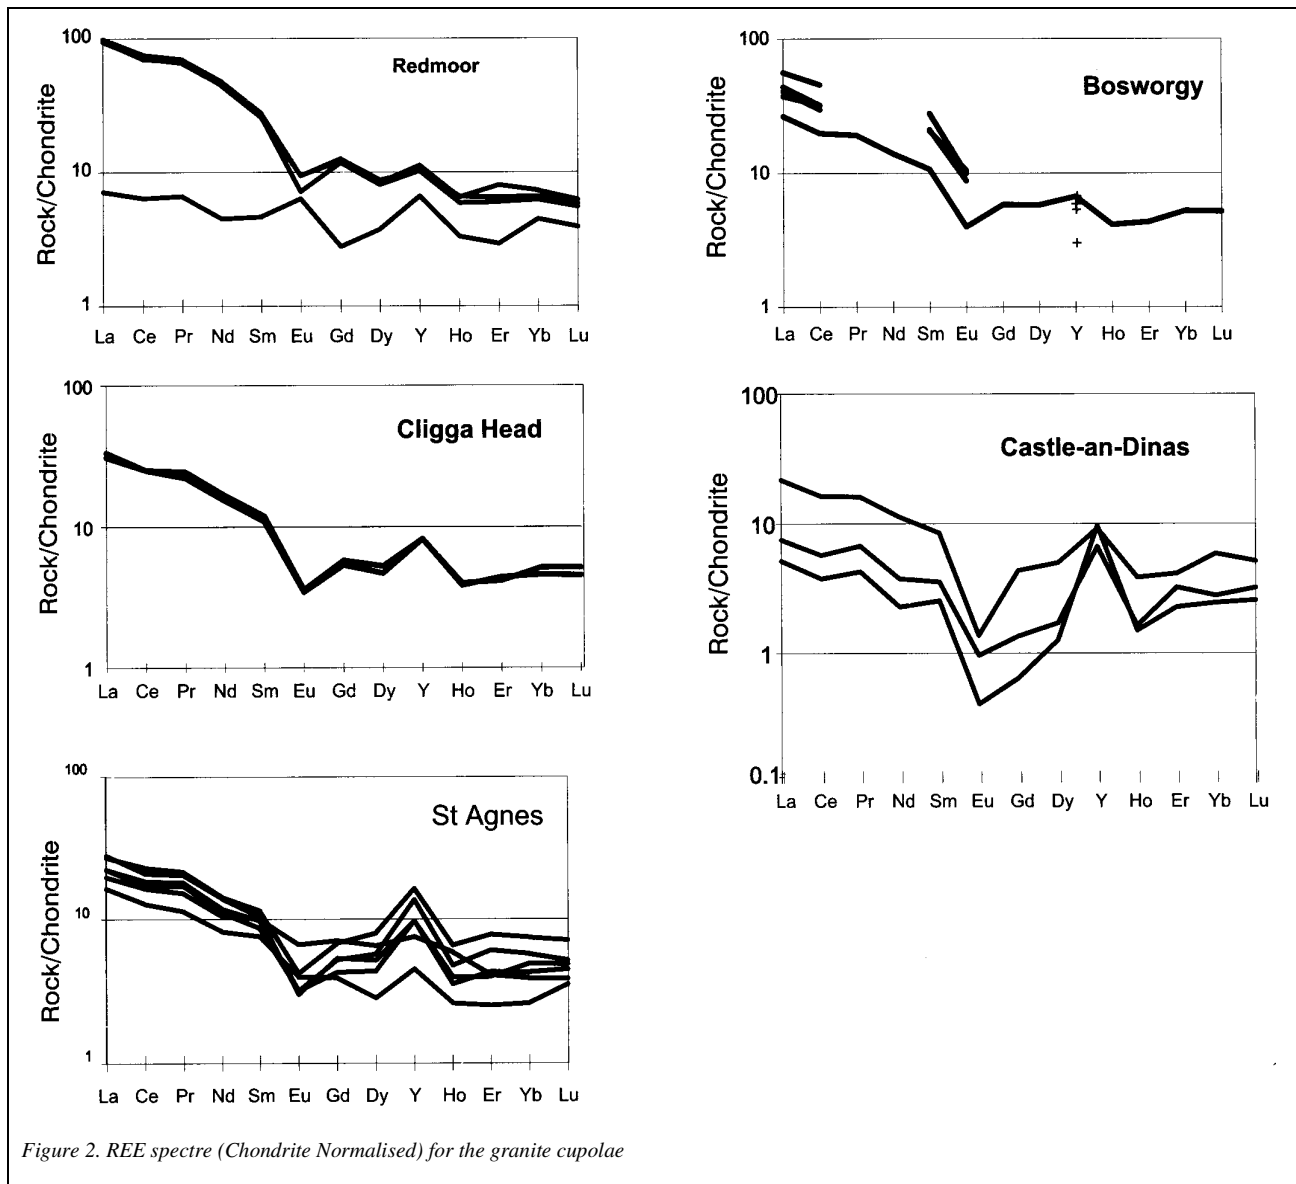 100
Redmoor
Rock/Chondrite
10
1
La Ce Pr Nd Sm Eu Gd Dy Y Ho Er Yb Lu
100
Bosworgy
Rock/Chondrite
10
1
La Ce Pr Nd Sm Eu Gd Dy Y Ho Er Yb Lu
100
Cligga Head
Rock/Chondrite
10
1
La Ce Pr Nd Sm Eu Gd Dy Y Ho Er Yb Lu
100
Castle-an-Dinas
Rock/Chondrite
10
1
0.1
La Ce Pr Nd Sm Eu Gd Dy Y Ho Er Yb Lu
100
St Agnes
Rock/Chondrite
10
1
La Ce Pr Nd Sm Eu Gd Dy Y Ho Er Yb Lu
Figure 2. REE spectre (Chondrite Normalised) for the granite cupolae